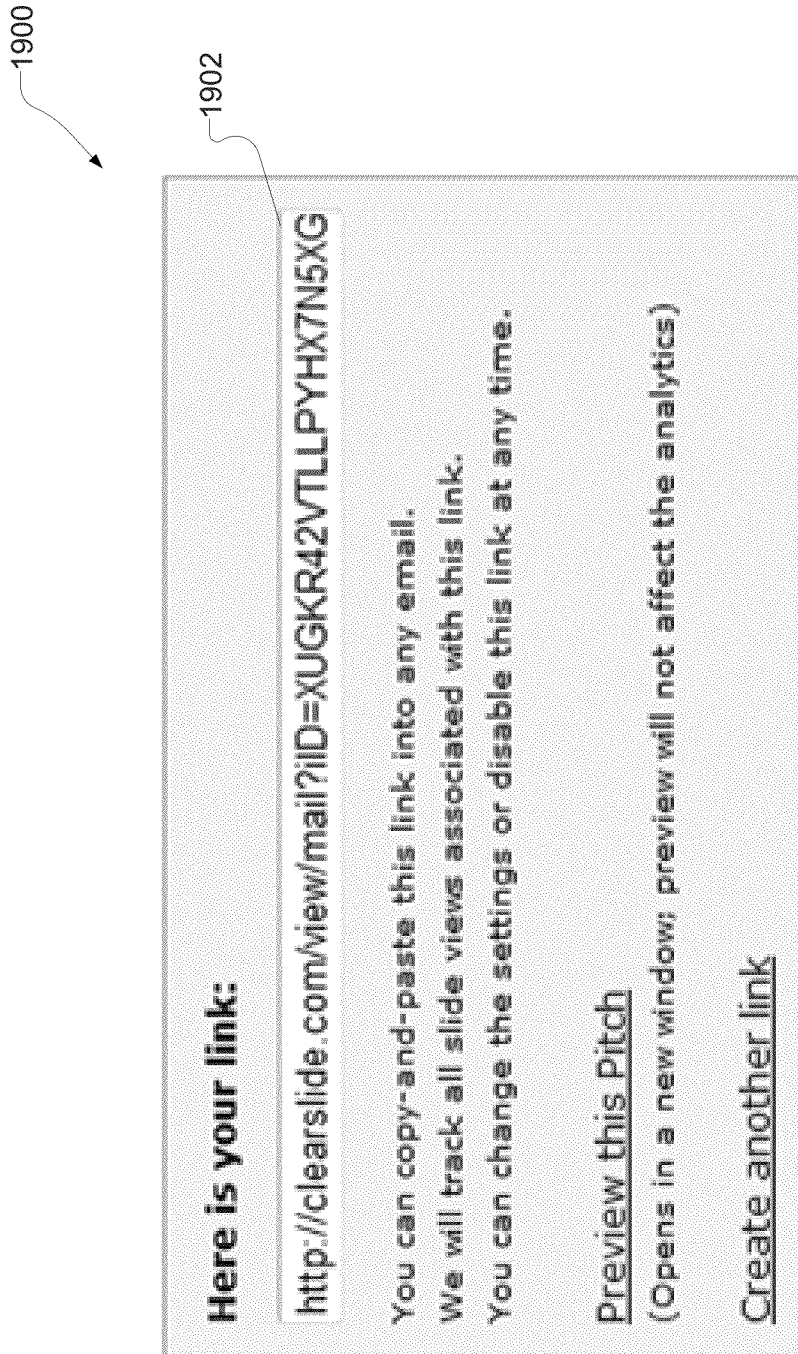 1900
1902
Here is your link:
http://clearslide.com/view/mail?iID=XUGKR42VTLLPYHX7N5XG
You can copy-and-paste this link into any email.
We will track all slide views associated with this link.
You can change the settings or disable this link at any time.
Preview this Pitch
(Opens in a new window; preview will not affect the analytics)
Create another link